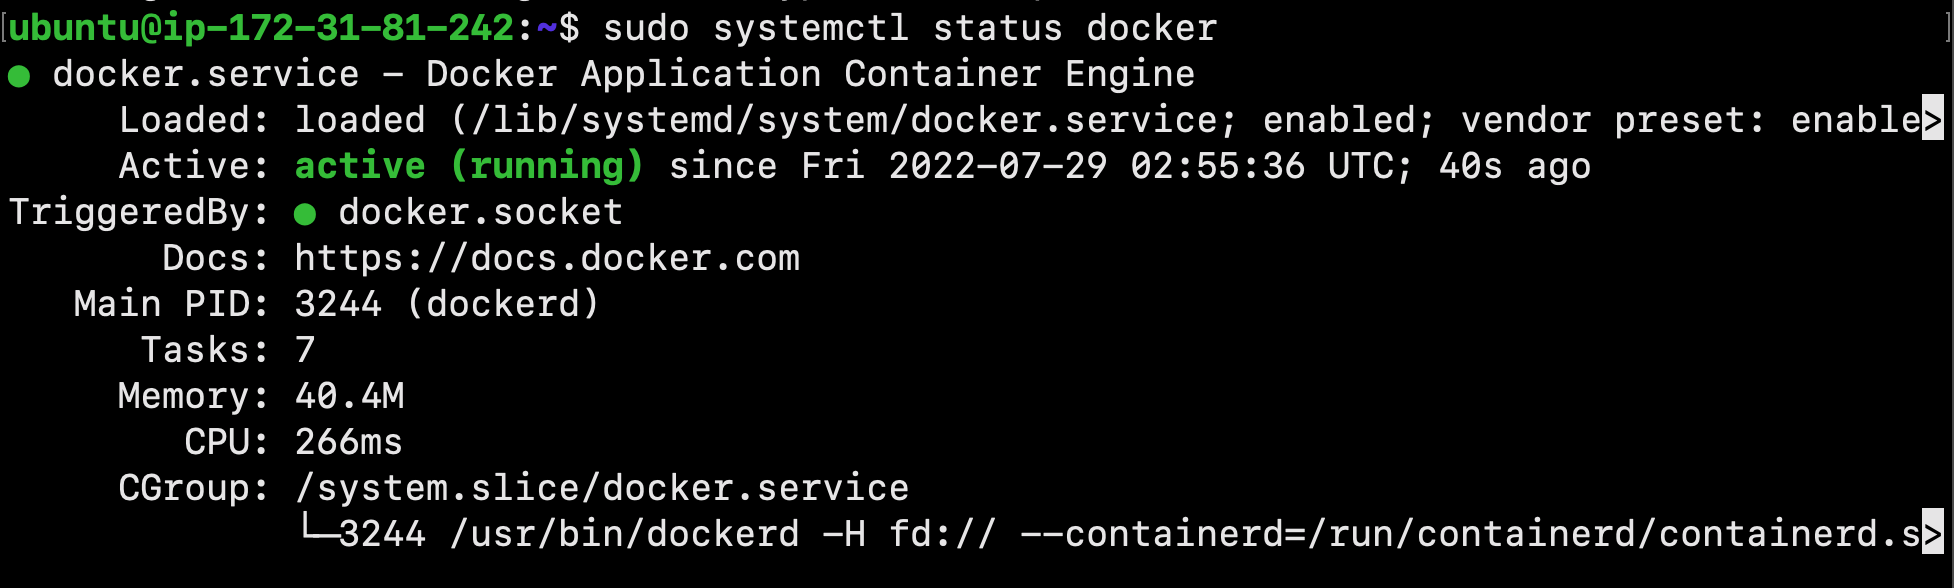 ubuntu@ip-172-31-81-242:~$ sudo systemctl status docker
● docker.service – Docker Application Container Engine
Loaded: loaded (/lib/systemd/system/docker.service; enabled; vendor preset: enable>
Active: active (running) since Fri 2022-07-29 02:55:36 UTC; 40s ago
TriggeredBy: ● docker.socket
Docs: https://docs.docker.com
Main PID: 3244 (dockerd)
Tasks: 7
Memory: 40.4M
CPU: 266ms
CGroup: /system.slice/docker.service
└─3244 /usr/bin/dockerd -H fd:// --containerd=/run/containerd/containerd.s>